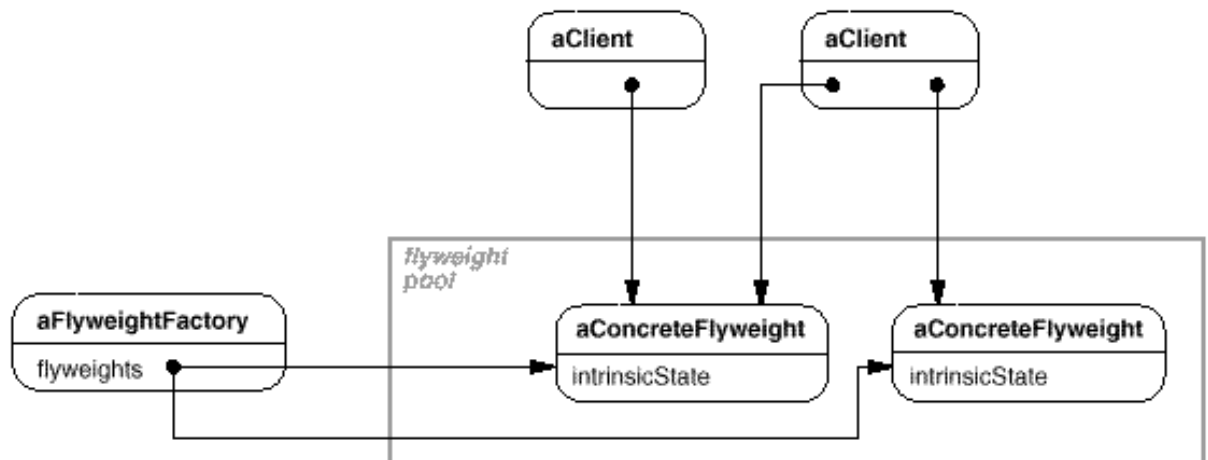 aClient
aClient
flyweight
pool
aFlyweightFactory
flyweights
aConcreteFlyweight
intrinsicState
aConcreteFlyweight
intrinsicState